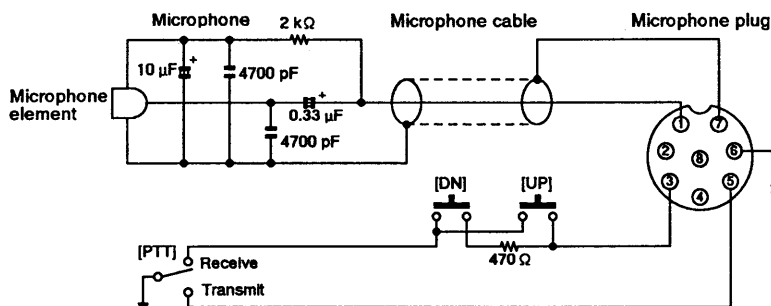 Microphone
2 kΩ
Microphone cable
Microphone plug
10 µF
+
4700 pF
Microphone
element
+
0.33 µF
4700 pF
1
7
2
8
6
3
5
4
[DN]
[UP]
470 Ω
[PTT]
Receive
Transmit